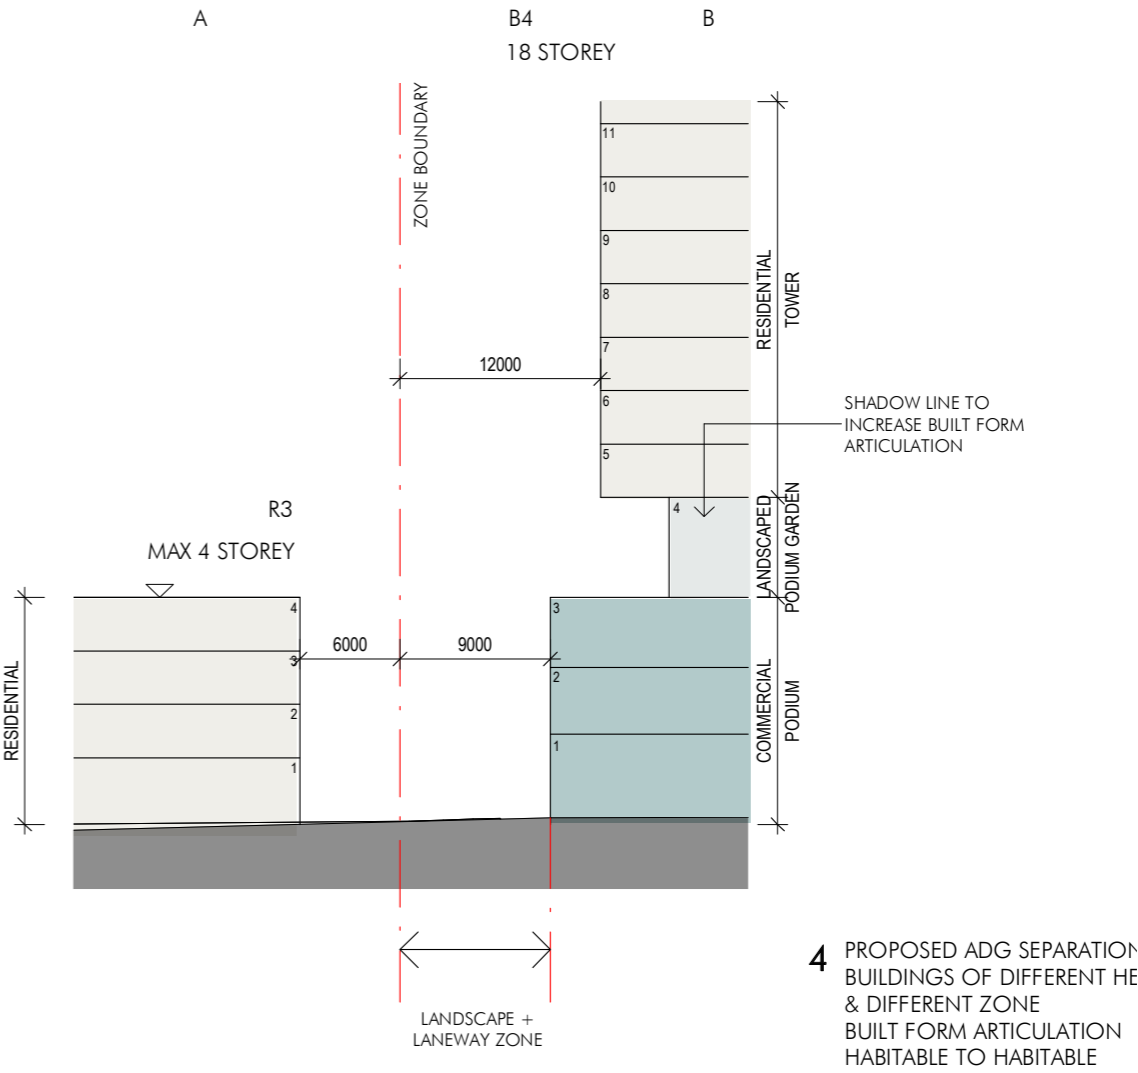 A B4 B
18 STOREY
ZONE BOUNDARY
11
10
9
8
7
6
5
RESIDENTIAL
TOWER
12000
SHADOW LINE TO
INCREASE BUILT FORM
ARTICULATION
4
LANDSCAPED
PODIUM GARDEN
R3
MAX 4 STOREY
4
3
2
1
RESIDENTIAL
6000 9000
3
2
1
COMMERCIAL
PODIUM
LANDSCAPE +
LANEWAY ZONE
4 PROPOSED ADG SEPARATION
BUILDINGS OF DIFFERENT HE
& DIFFERENT ZONE
BUILT FORM ARTICULATION
HABITABLE TO HABITABLE